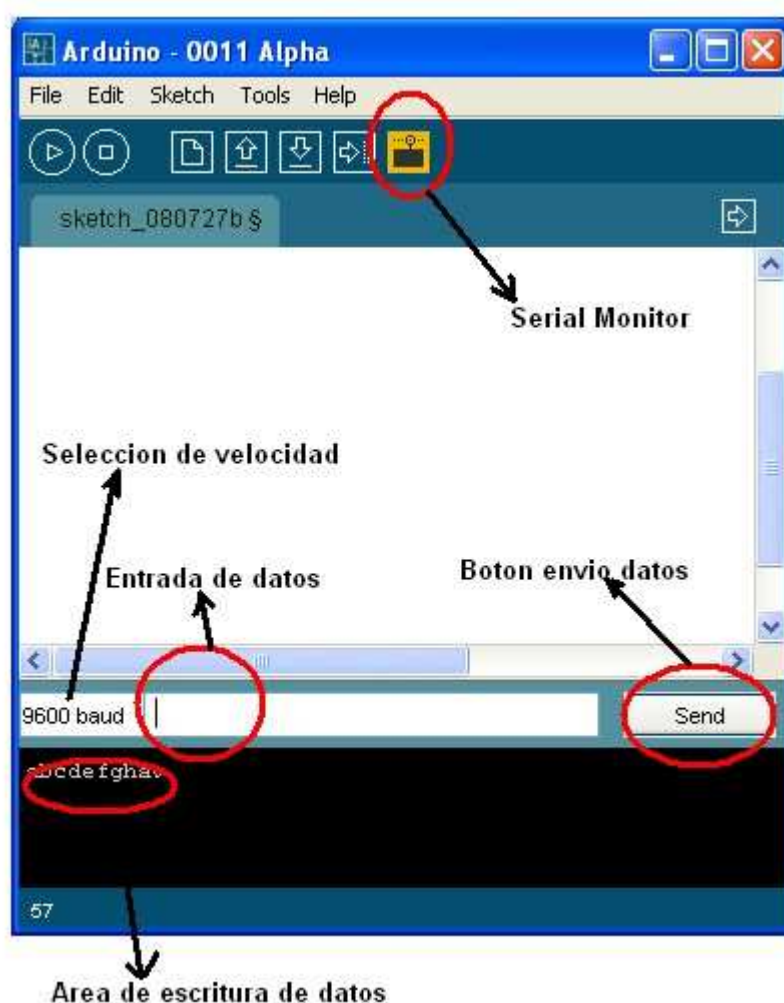 Arduino - 0011 Alpha
File Edit Sketch Tools Help
sketch_080727b §
Serial Monitor
Seleccion de velocidad
Entrada de datos
Boton envio datos
9600 baud
Send
abcdefghav
57
Area de escritura de datos